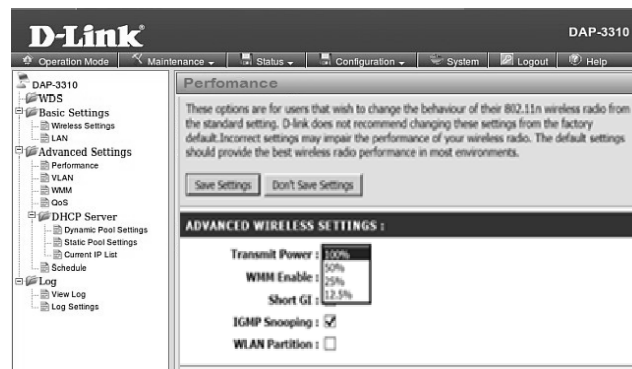 D-Link®
DAP-3310
Operation Mode
Maintenance
Status
Configuration
System
Logout
Help
DAP-3310
WDS
Basic Settings
Wireless Settings
LAN
Advanced Settings
Performance
VLAN
WMM
QoS
DHCP Server
Dynamic Pool Settings
Static Pool Settings
Current IP List
Schedule
Log
View Log
Log Settings
Perfomance
These options are for users that wish to change the behaviour of their 802.11n wireless radio from
the standard setting. D-link does not recommend changing these settings from the factory
default.Incorrect settings may impair the performance of your wireless radio. The default settings
should provide the best wireless radio performance in most environments.
Save Settings
Don't Save Settings
ADVANCED WIRELESS SETTINGS :
Transmit Power : 100%
50%
WMM Enable :
25%
Short GI :
12.5%
IGMP Snooping :
WLAN Partition :